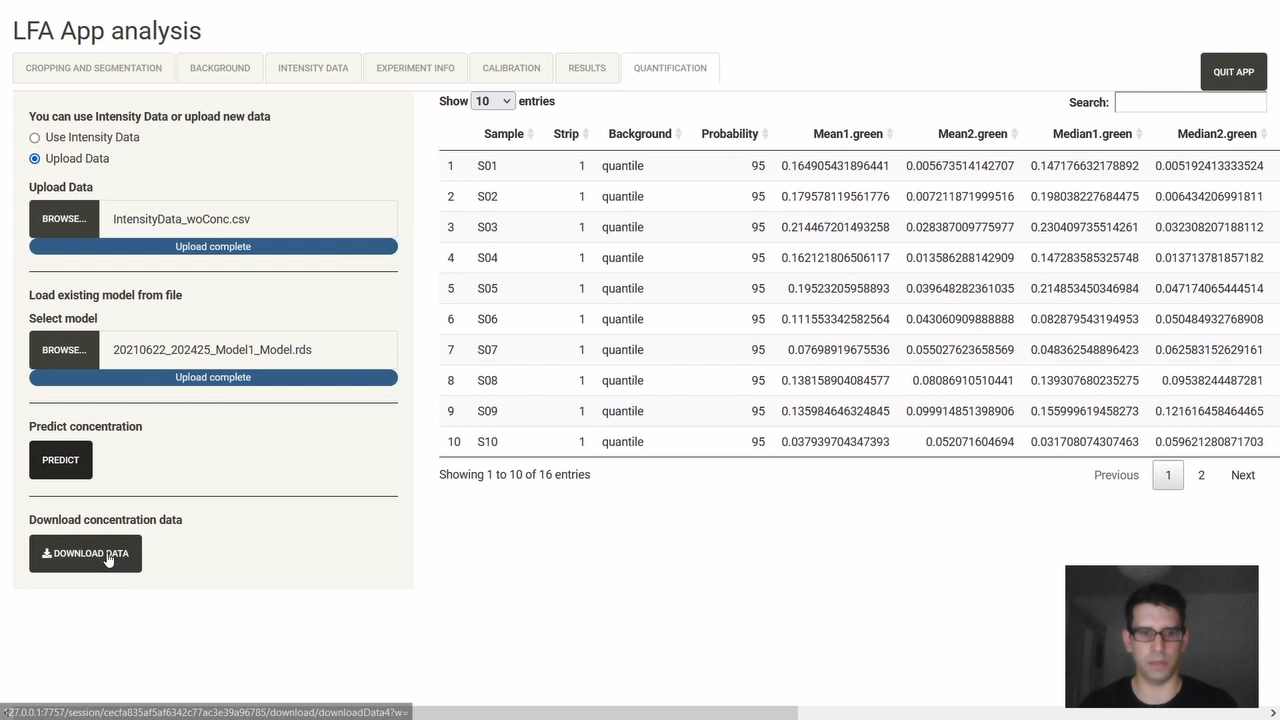 LFA App analysis
CROPPING AND SEGMENTATION BACKGROUND INTENSITY DATA EXPERIMENT INFO CALIBRATION RESULTS QUANTIFICATION
QUIT APP
You can use Intensity Data or upload new data
Use Intensity Data
Upload Data
Upload Data
BROWSE... IntensityData_woConc.csv
Upload complete
Load existing model from file
Select model
BROWSE... 20210622_202425_Model1_Model.rds
Upload complete
Predict concentration
PREDICT
Download concentration data
DOWNLOAD DATA
Show 10 entries
Search:
Sample Strip Background Probability Mean1.green Mean2.green Median1.green Median2.green
1 S01 1 quantile 95 0.164905431896441 0.005673514142707 0.147176632178892 0.005192413333524
2 S02 1 quantile 95 0.179578119561776 0.007211871999516 0.198038227684475 0.006434206991811
3 S03 1 quantile 95 0.214467201493258 0.028387009775977 0.230409735514261 0.032308207188112
4 S04 1 quantile 95 0.162121806506117 0.013586288142909 0.147283585325748 0.013713781857182
5 S05 1 quantile 95 0.19523205958893 0.039648282361035 0.214853450346984 0.047174065444514
6 S06 1 quantile 95 0.111553342582564 0.043060909888888 0.082879543194953 0.050484932768908
7 S07 1 quantile 95 0.07698919675536 0.055027623658569 0.048362548896423 0.062583152629161
8 S08 1 quantile 95 0.138158904084577 0.08086910510441 0.139307680235275 0.09538244487281
9 S09 1 quantile 95 0.135984646324845 0.099914851398906 0.155999619458273 0.121616458464465
10 S10 1 quantile 95 0.037939704347393 0.052071604694 0.031708074307463 0.059621280871703
Showing 1 to 10 of 16 entries
Previous 1 2 Next
127.0.0.1:7757/session/cecfa835af5af6342c77ac3e39a96785/download/downloadData4?w=